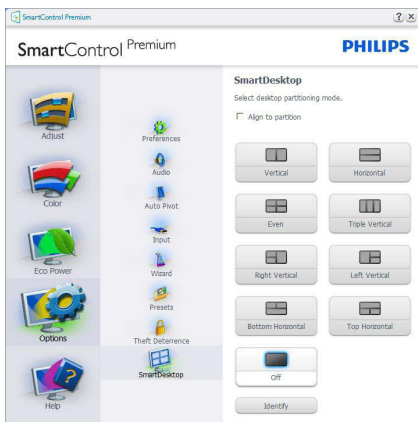 SmartControl Premium
SmartControl Premium
PHILIPS
Adjust
Color
Eco Power
Options
Help
Preferences
Audio
Auto Pivot
Input
Wizard
Presets
Theft Deterrence
SmartDesktop
SmartDesktop
Select desktop partitioning mode.
Align to partition
Vertical
Horizontal
Even
Triple Vertical
Right Vertical
Left Vertical
Bottom Horizontal
Top Horizontal
Off
Identify